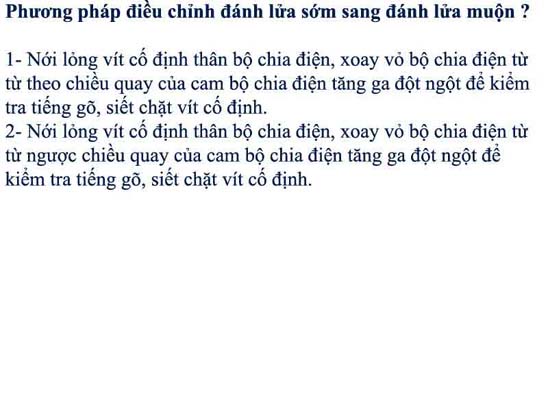 Phương pháp điều chỉnh đánh lửa sớm sang đánh lửa muộn ?
1- Nới lỏng vít cố định thân bộ chia điện, xoay vỏ bộ chia điện từ
từ theo chiều quay của cam bộ chia điện tăng ga đột ngột để kiểm
tra tiếng gõ, siết chặt vít cố định.
2- Nới lỏng vít cố định thân bộ chia điện, xoay vỏ bộ chia điện từ
từ ngược chiều quay của cam bộ chia điện tăng ga đột ngột để
kiểm tra tiếng gõ, siết chặt vít cố định.